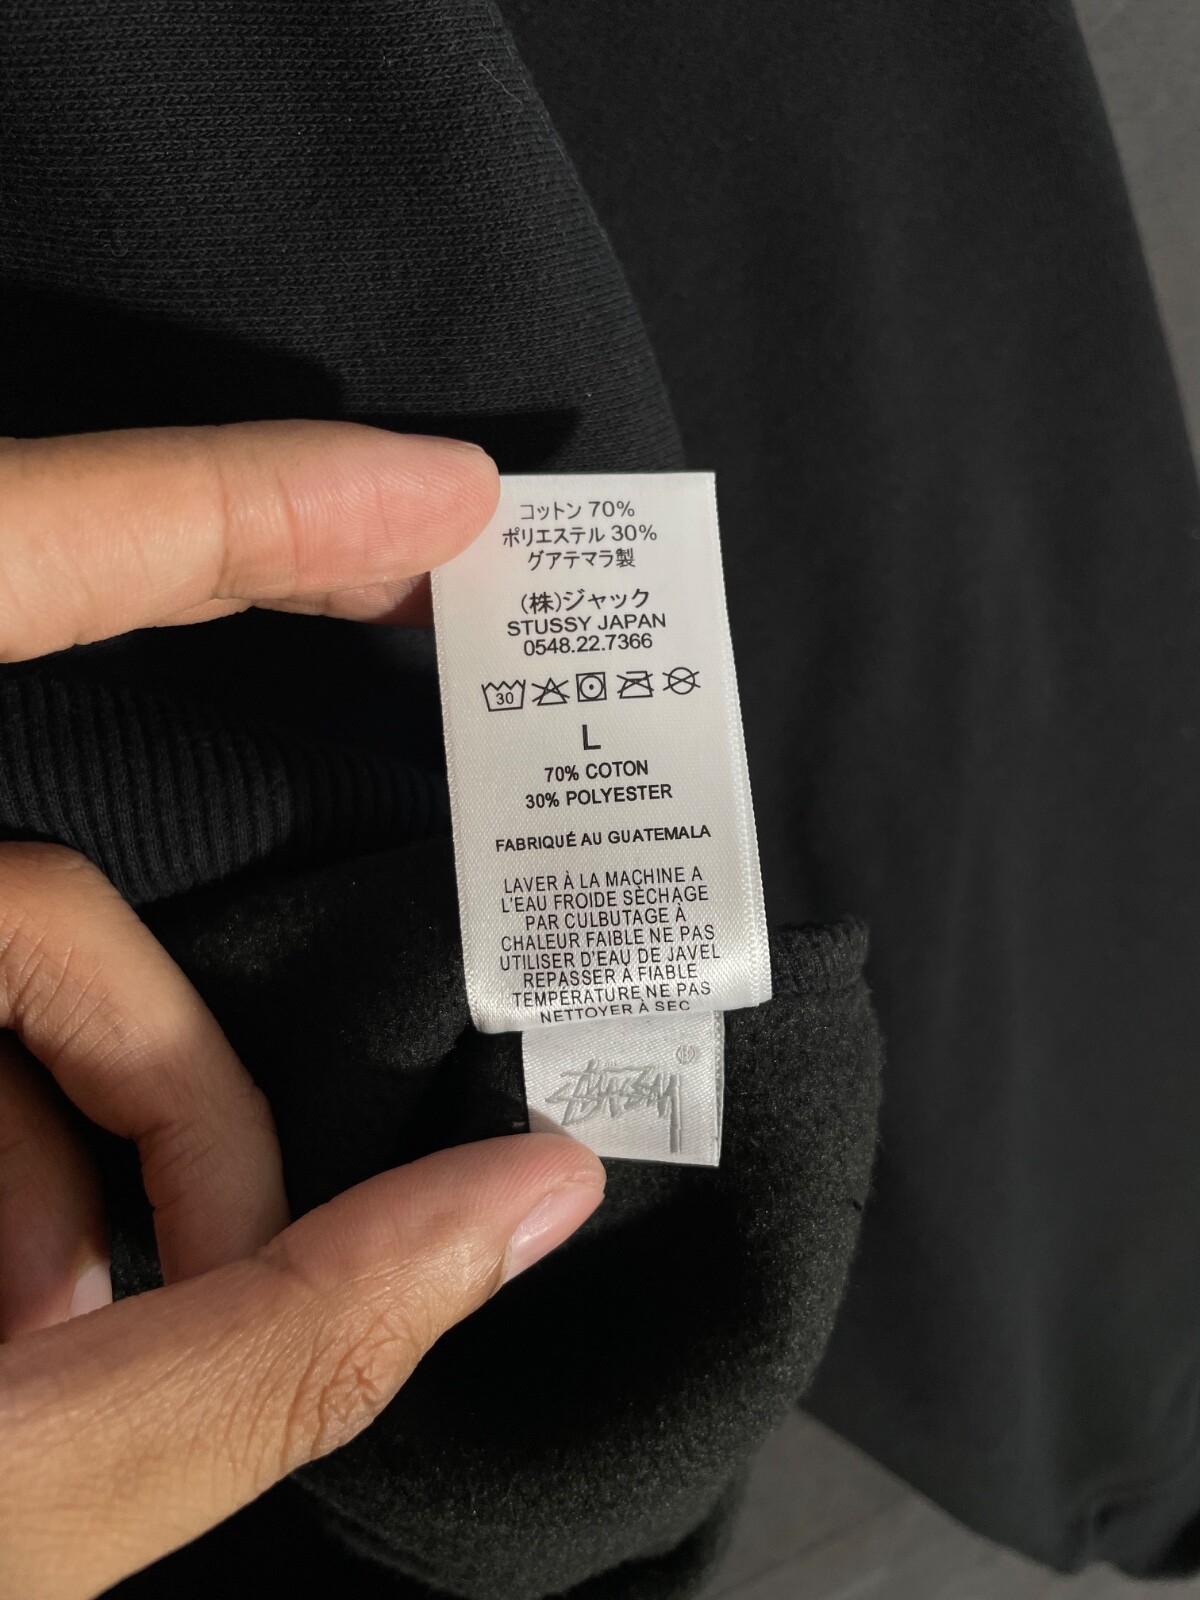 コットン 70%
ポリエステル 30%
グアテマラ製
(株)ジャック
STUSSY JAPAN
0548.22.7366
30
L
70% COTON
30% POLYESTER
FABRIQUÉ AU GUATEMALA
LAVER À LA MACHINE A
L'EAU FROIDE SÈCHAGE
PAR CULBUTAGE À
CHALEUR FAIBLE NE PAS
UTILISER D'EAU DE JAVEL
REPASSER À FIABLE
TEMPÉRATURE NE PAS
NETTOYER À SEC
STUSSY ®